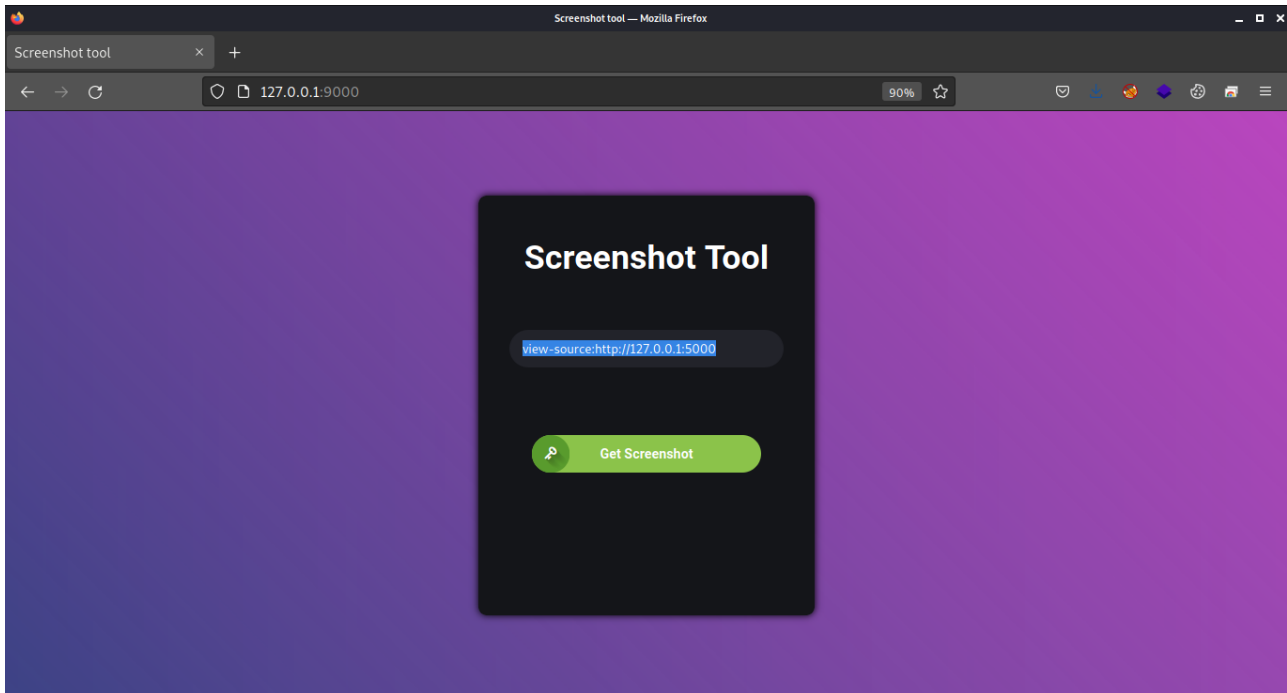 Screenshot tool — Mozilla Firefox
Screenshot tool
127.0.0.1:9000
90%
Screenshot Tool
view-source:http://127.0.0.1:5000
Get Screenshot